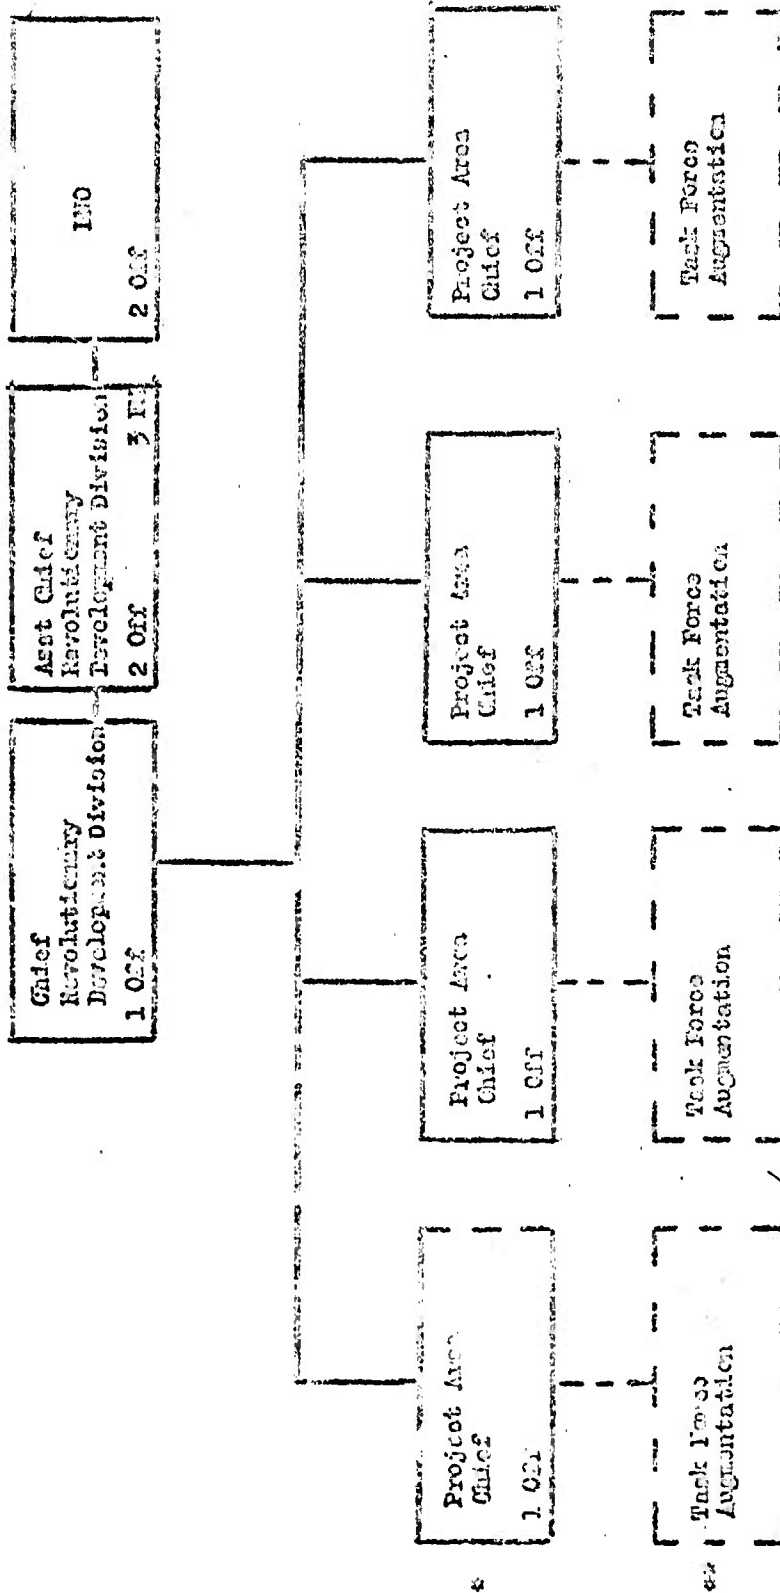 Chief
Revolutionary
Development Division
1 Off
Asst Chief
Revolutionary
Development Division
2 Off 3
2 Off
Project Area
Chief
1 Off
Project Area
Chief
1 Off
Project Area
Chief
1 Off
Project Area
Chief
1 Off
*
Task Force
Augmentation
Task Force
Augmentation
Task Force
Augmentation
Task Force
Augmentation
**